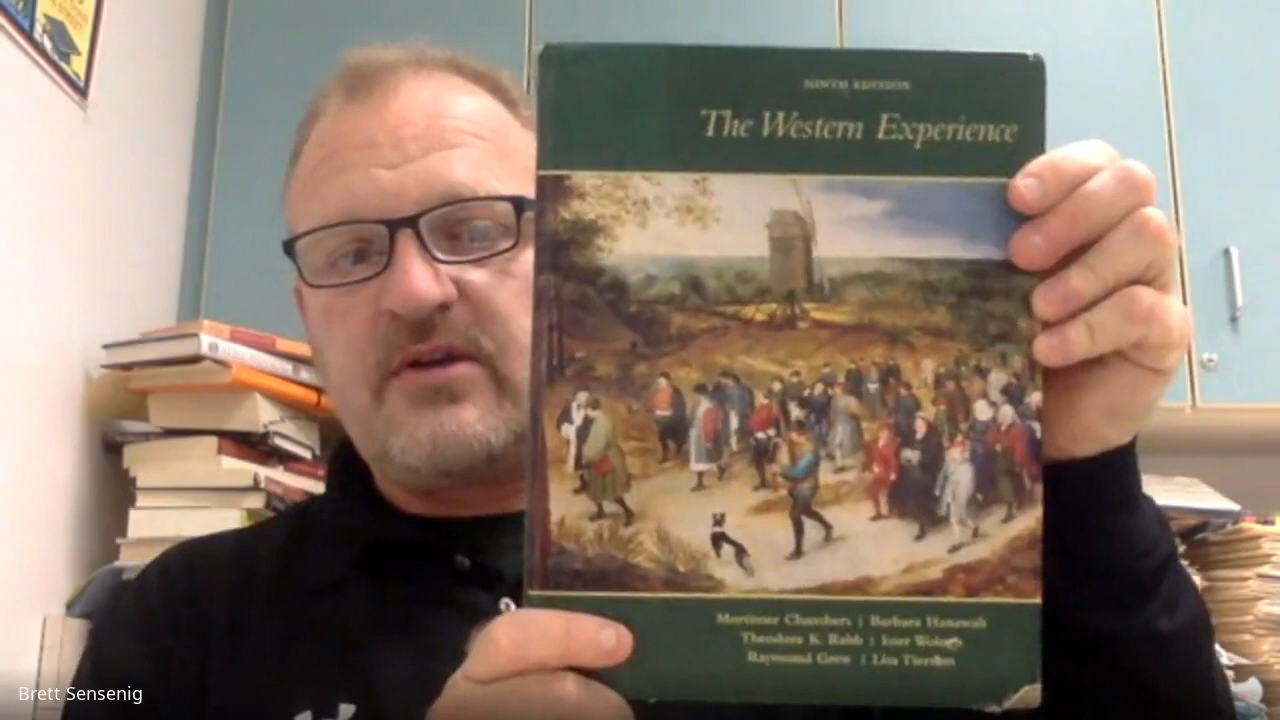 NINTH EDITION
The Western Experience
Mortimer Chambers | Barbara Hanawalt
Theodore K. Rabb | Isser Woloch
Raymond Grew | Lisa Tiersten
Brett Sensenig